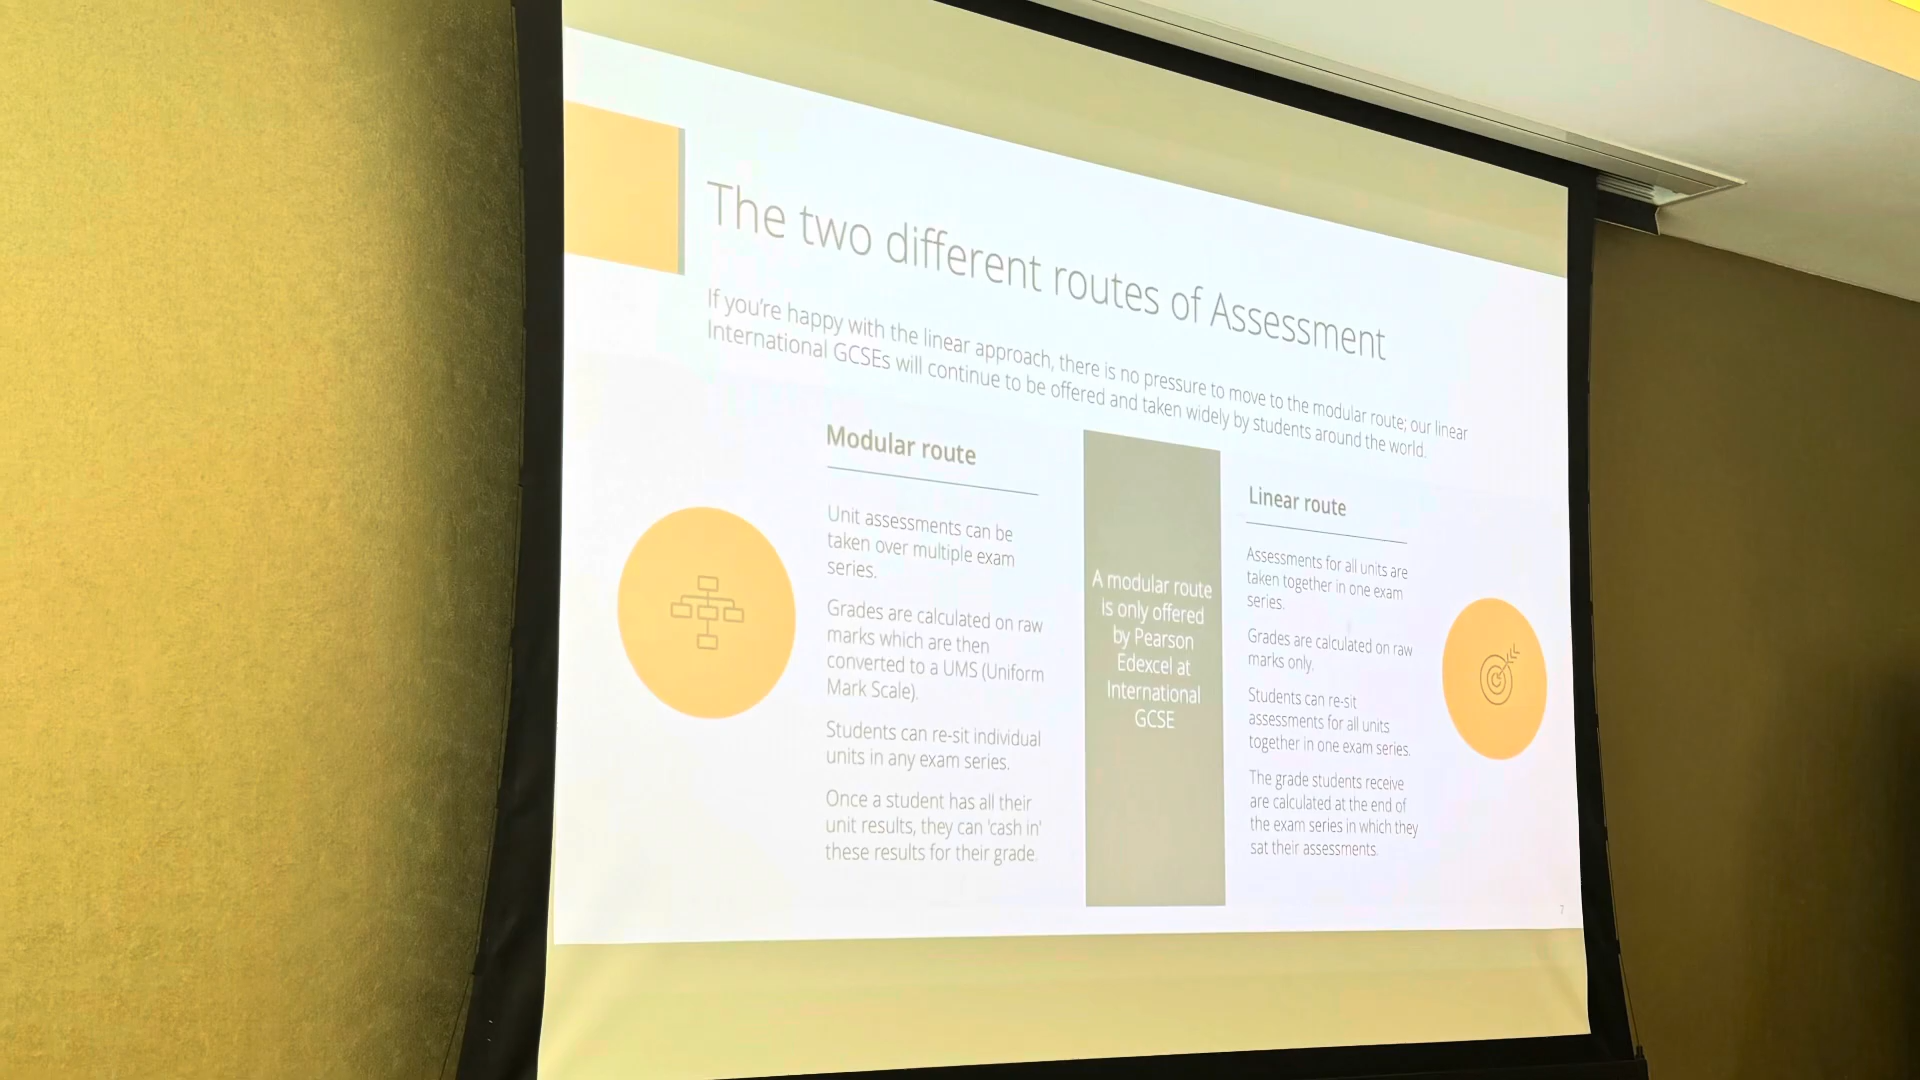 The two different routes of Assessment
If you're happy with the linear approach, there is no pressure to move to the modular route; our linear
International GCSEs will continue to be offered and taken widely by students around the world.
Modular route
Unit assessments can be
taken over multiple exam
series.
Grades are calculated on raw
marks which are then
converted to a UMS (Uniform
Mark Scale).
Students can re-sit individual
units in any exam series.
Once a student has all their
unit results, they can 'cash in'
these results for their grade.
A modular route
is only offered
by Pearson
Edexcel at
International
GCSE
Linear route
Assessments for all units are
taken together in one exam
series.
Grades are calculated on raw
marks only.
Students can re-sit
assessments for all units
together in one exam series.
The grade students receive
are calculated at the end of
the exam series in which they
sat their assessments.
7